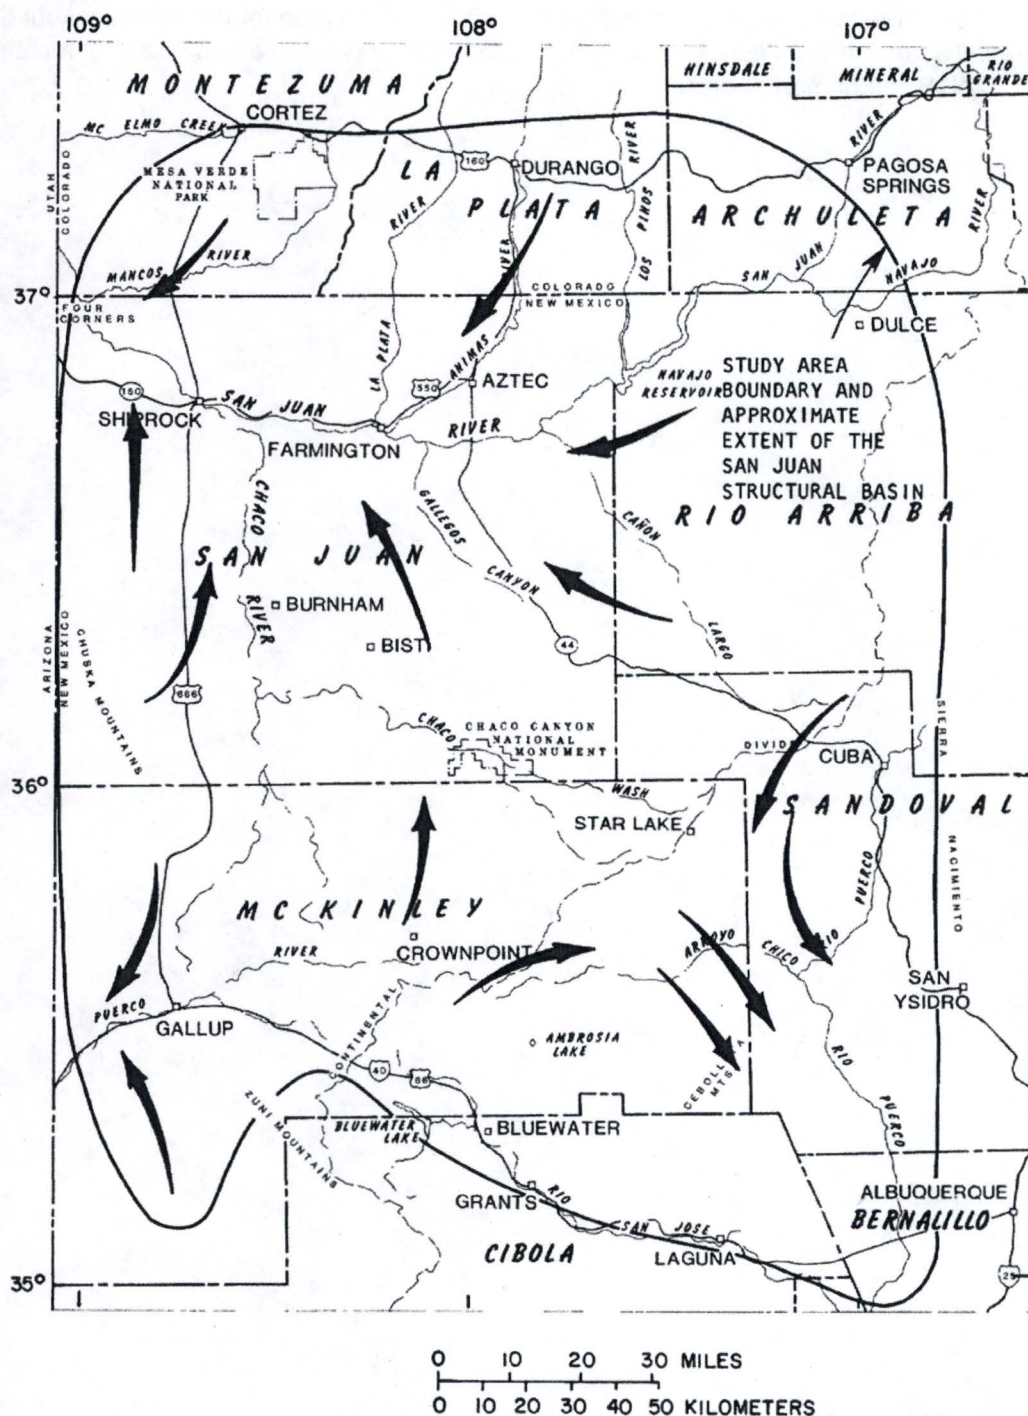 109°
108°
107°
MONTEZUMA
HINSDALE
MINERAL
RIO
GRANDE
CORTEZ
MC ELMO CREEK
160
DURANGO
RIVER
RIVER
PAGOSA
SPRINGS
MESA VERDE
NATIONAL
PARK
LA
PLATA
ARCHULETA
UTAH
COLORADO
RIVER
RIVER
LOS PINOS
RIVER
MANCOS RIVER
SAN JUAN
NAVAJO
37°
COLORADO
NEW MEXICO
FOUR
CORNERS
DULCE
LA PLATA
ANIMAS
550
AZTEC
NAVAJO
RESERVOIR
STUDY AREA
BOUNDARY AND
APPROXIMATE
EXTENT OF THE
SAN JUAN
STRUCTURAL BASIN
SHIPROCK
SAN JUAN
RIVER
FARMINGTON
CHACO
RIVER
GALLEGOS
CANYON
CAÑON
LARGO
RIO ARRIBA
SAN JUAN
BURNHAM
BISTI
44
ARIZONA
NEW MEXICO
CHUSKA MOUNTAINS
666
CHACO
CHACO CANYON
NATIONAL
MONUMENT
DIVIDE
CUBA
SIERRA
36°
WASH
STAR LAKE
SANDOVAL
PUERCO
NACIMIENTO
MC KINLEY
CROWNPOINT
RIVER
ARROYO
CHICO
RIO
SAN
YSIDRO
PUERCO
GALLUP
CONTINENTAL
AMBROSIA
LAKE
CEBOLLA
MTS
RIO
40
66
ZUNI MOUNTAINS
BLUEWATER
LAKE
BLUEWATER
PUERCO
GRANTS
RIO
SAN JOSE
LAGUNA
ALBUQUERQUE
BERNALILLO
CIBOLA
35°
25
0 10 20 30 MILES
0 10 20 30 40 50 KILOMETERS